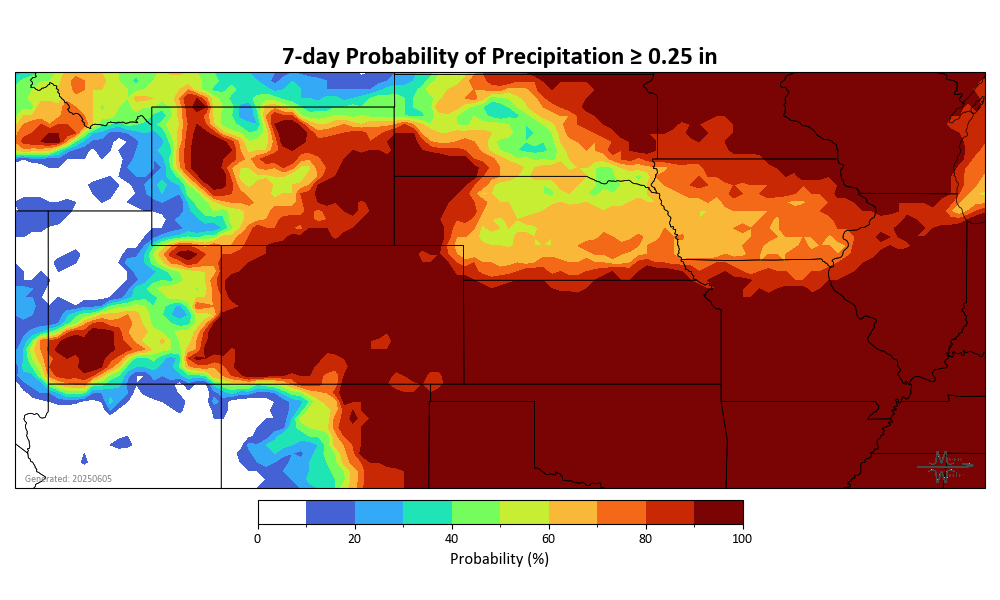 7-day Probability of Precipitation ≥ 0.25 in
Generated: 20250605
0 20 40 60 80 100
Probability (%)